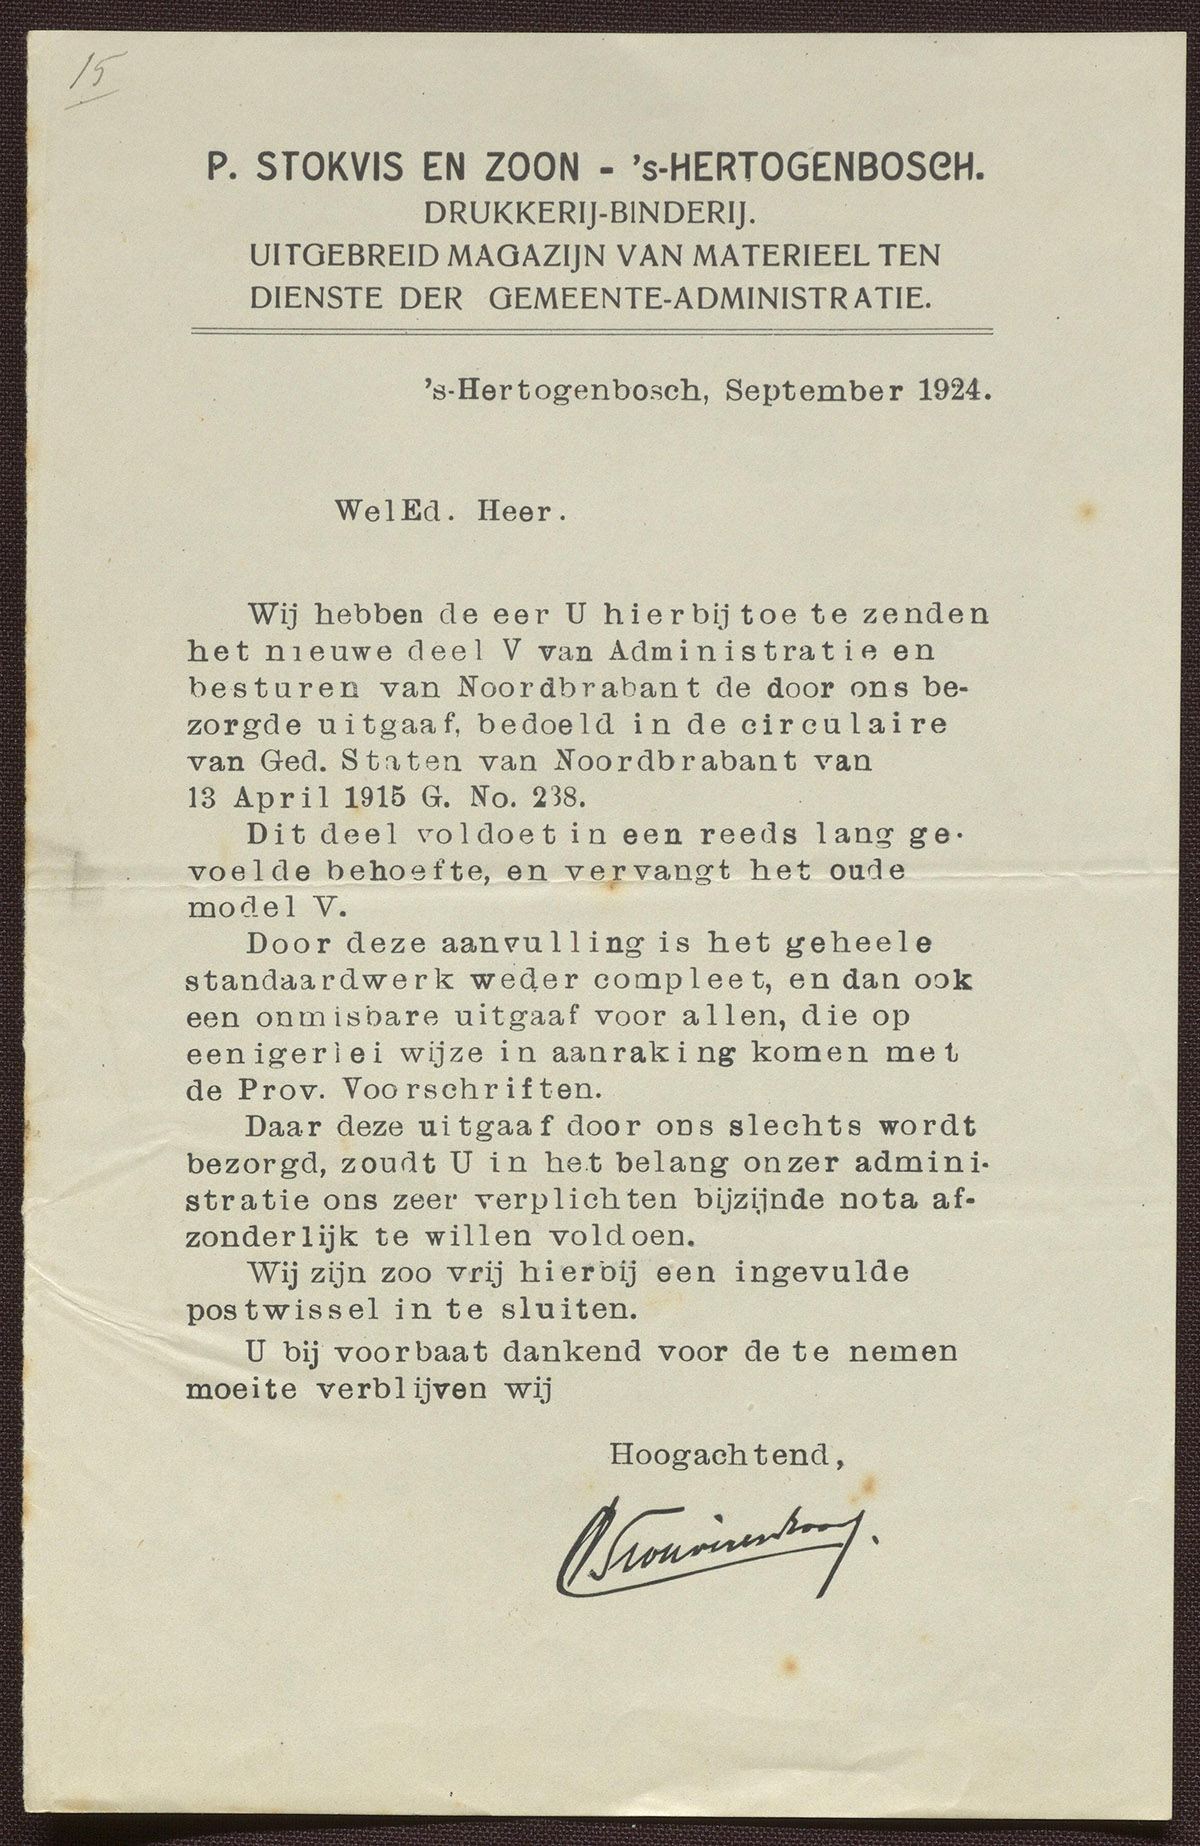 15
P. STOKVIS EN ZOON - 's-HERTOGENBOSCH.
DRUKKERIJ-BINDERIJ.
UITGEBREID MAGAZIJN VAN MATERIEEL TEN
DIENSTE DER GEMEENTE-ADMINISTRATIE.
's-Hertogenbosch, September 1924.
WelEd. Heer.
Wij hebben de eer U hierbij toe te zenden
het nieuwe deel V van Administratie en
besturen van Noordbrabant de door ons be-
zorgde uitgaaf, bedoeld in de circulaire
van Ged. Staten van Noordbrabant van
13 April 1915 G. No. 238.
Dit deel voldoet in een reeds lang ge-
voelde behoefte, en vervangt het oude
model V.
Door deze aanvulling is het geheele
standaardwerk weder compleet, en dan ook
een onmisbare uitgaaf voor allen, die op
eenigerlei wijze in aanraking komen met
de Prov. Voorschriften.
Daar deze uitgaaf door ons slechts wordt
bezorgd, zoudt U in het belang onzer admini-
stratie ons zeer verplichten bijzijnde nota af-
zonderlijk te willen voldoen.
Wij zijn zoo vrij hierbij een ingevulde
postwissel in te sluiten.
U bij voorbaat dankend voor de te nemen
moeite verblijven wij
Hoogachtend,